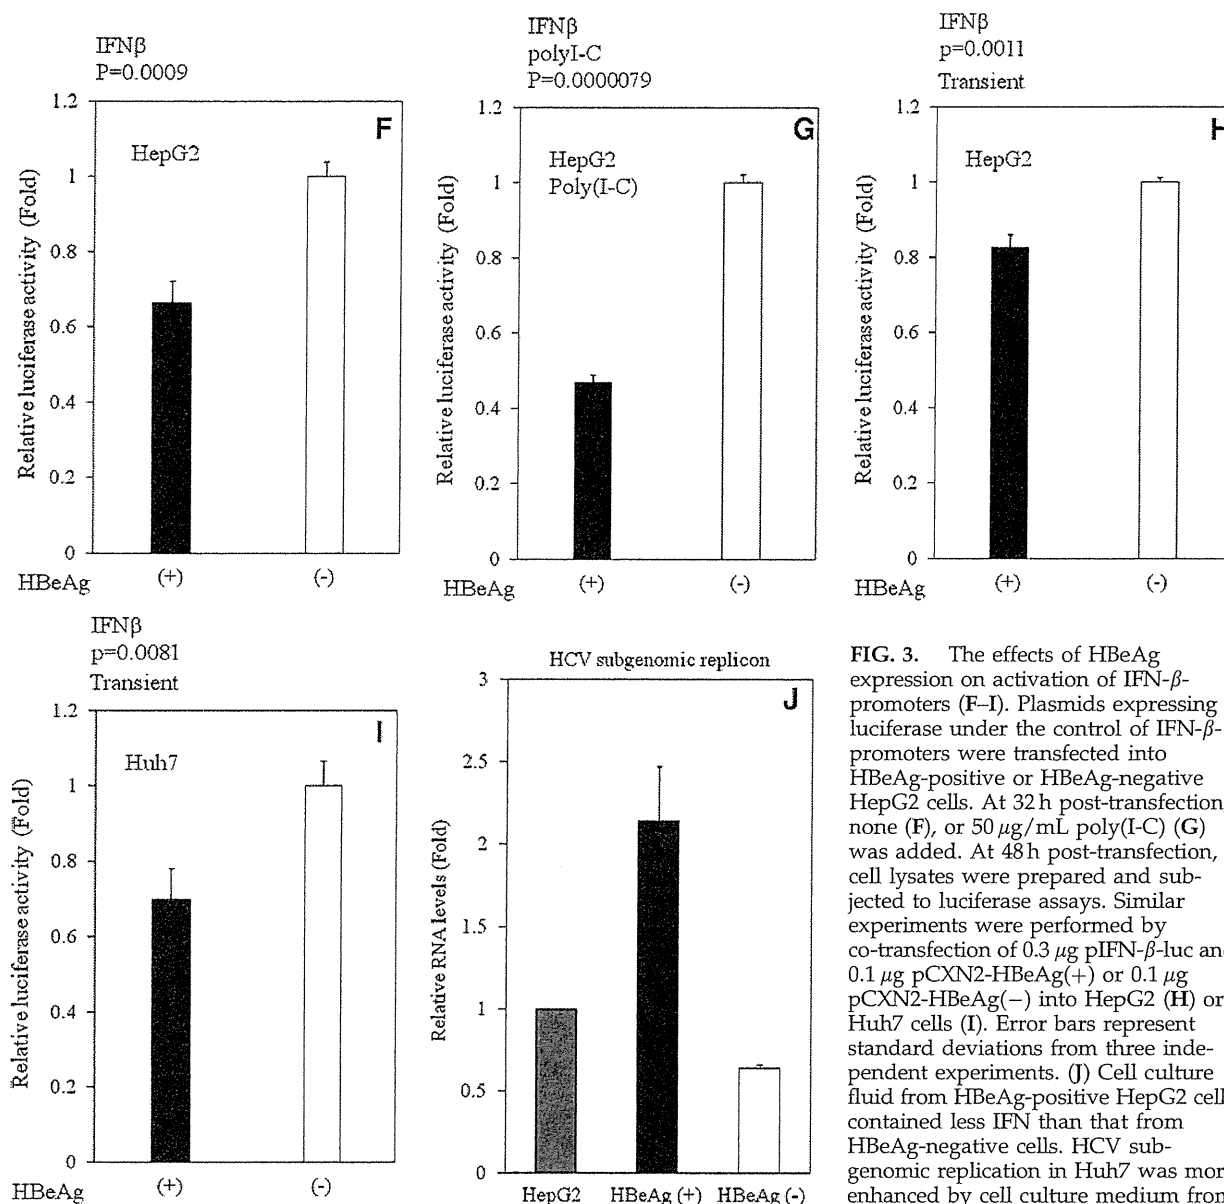 IFNβ
P=0.0009
1.2
1
0.8
0.6
0.4
0.2
0
Relative luciferase activity (Fold)
F
HepG2
HBeAg (+) (-)
IFNβ
polyI-C
P=0.0000079
1.2
1
0.8
0.6
0.4
0.2
0
Relative luciferase activity (Fold)
G
HepG2
Poly(I-C)
HBeAg (+) (-)
IFNβ
p=0.0011
Transient
1.2
1
0.8
0.6
0.4
0.2
0
Relative luciferase activity (Fold)
H
HepG2
HBeAg (+) (-)
IFNβ
p=0.0081
Transient
1.2
1
0.8
0.6
0.4
0.2
0
Relative luciferase activity (Fold)
I
Huh7
HBeAg (+) (-)
HCV subgenomic replicon
3
2.5
2
1.5
1
0.5
0
Relative RNA levels (Fold)
J
HepG2 HBeAg (+) HBeAg (-)
FIG. 3. The effects of HBeAg
expression on activation of IFN-β-
promoters (F–I). Plasmids expressing
luciferase under the control of IFN-β-
promoters were transfected into
HBeAg-positive or HBeAg-negative
HepG2 cells. At 32 h post-transfection,
none (F), or 50 μg/mL poly(I-C) (G)
was added. At 48 h post-transfection,
cell lysates were prepared and sub-
jected to luciferase assays. Similar
experiments were performed by
co-transfection of 0.3 μg pIFN-β-luc an
0.1 μg pCXN2-HBeAg(+) or 0.1 μg
pCXN2-HBeAg(−) into HepG2 (H) or
Huh7 cells (I). Error bars represent
standard deviations from three inde-
pendent experiments. (J) Cell culture
fluid from HBeAg-positive HepG2 cell
contained less IFN than that from
HBeAg-negative cells. HCV sub-
genomic replication in Huh7 was mor
enhanced by cell culture medium from